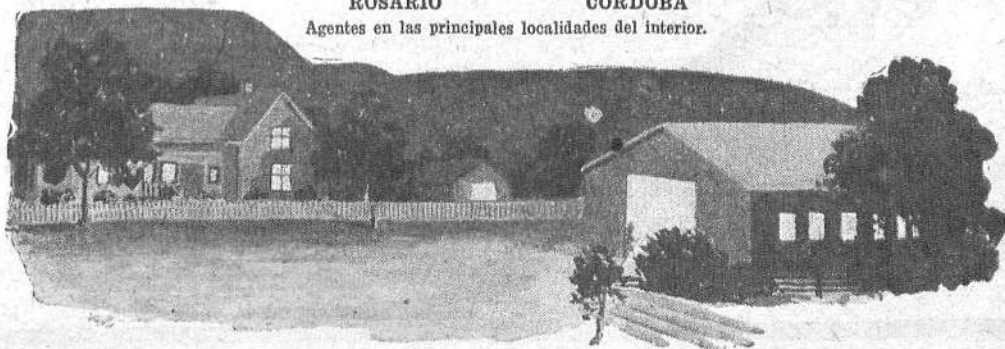 ROSARIO CORDOBA
Agentes en las principales localidades del interior.